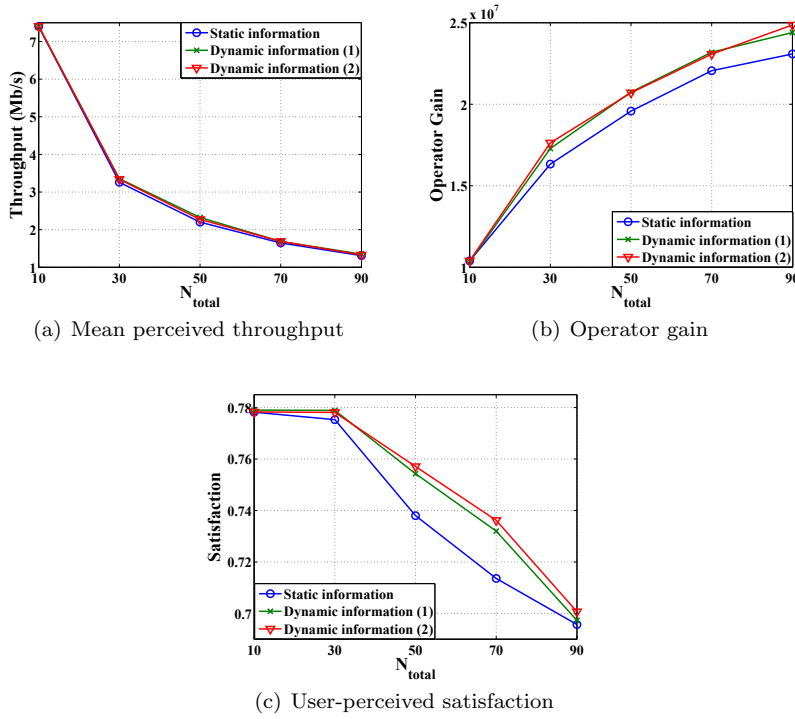 7
6
5
4
3
2
1
Throughput (Mb/s)
Static information
Dynamic information (1)
Dynamic information (2)
10 30 50 70 90
N_total
(a) Mean perceived throughput
x 10^7
2.5
2
1.5
1
Operator Gain
Static information
Dynamic information (1)
Dynamic information (2)
10 30 50 70 90
N_total
(b) Operator gain
0.78
0.76
0.74
0.72
0.7
Satisfaction
Static information
Dynamic information (1)
Dynamic information (2)
10 30 50 70 90
N_total
(c) User-perceived satisfaction